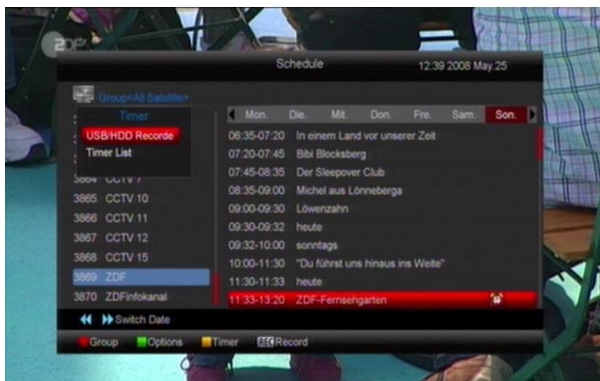 ZDF
Schedule
12:39 2008 May.25
Group<All Satellite>
Timer
USB/HDD Recorde
Timer List
Mon. Die. Mit. Don. Fre. Sam. Son.
06:35-07:20 In einem Land vor unserer Zeit
07:20-07:45 Bibi Blocksberg
07:45-08:35 Der Sleepover Club
08:35-09:00 Michel aus Lönneberga
09:00-09:30 Löwenzahn
09:30-09:32 heute
09:32-10:00 sonntags
10:00-11:30 "Du führst uns hinaus ins Weite"
11:30-11:33 heute
11:33-13:20 ZDF-Fernsehgarten
3864 CCTV 7
3865 CCTV 10
3866 CCTV 11
3867 CCTV 12
3868 CCTV 15
3869 ZDF
3870 ZDFinfokanal
Switch Date
Group Options Timer REC Record